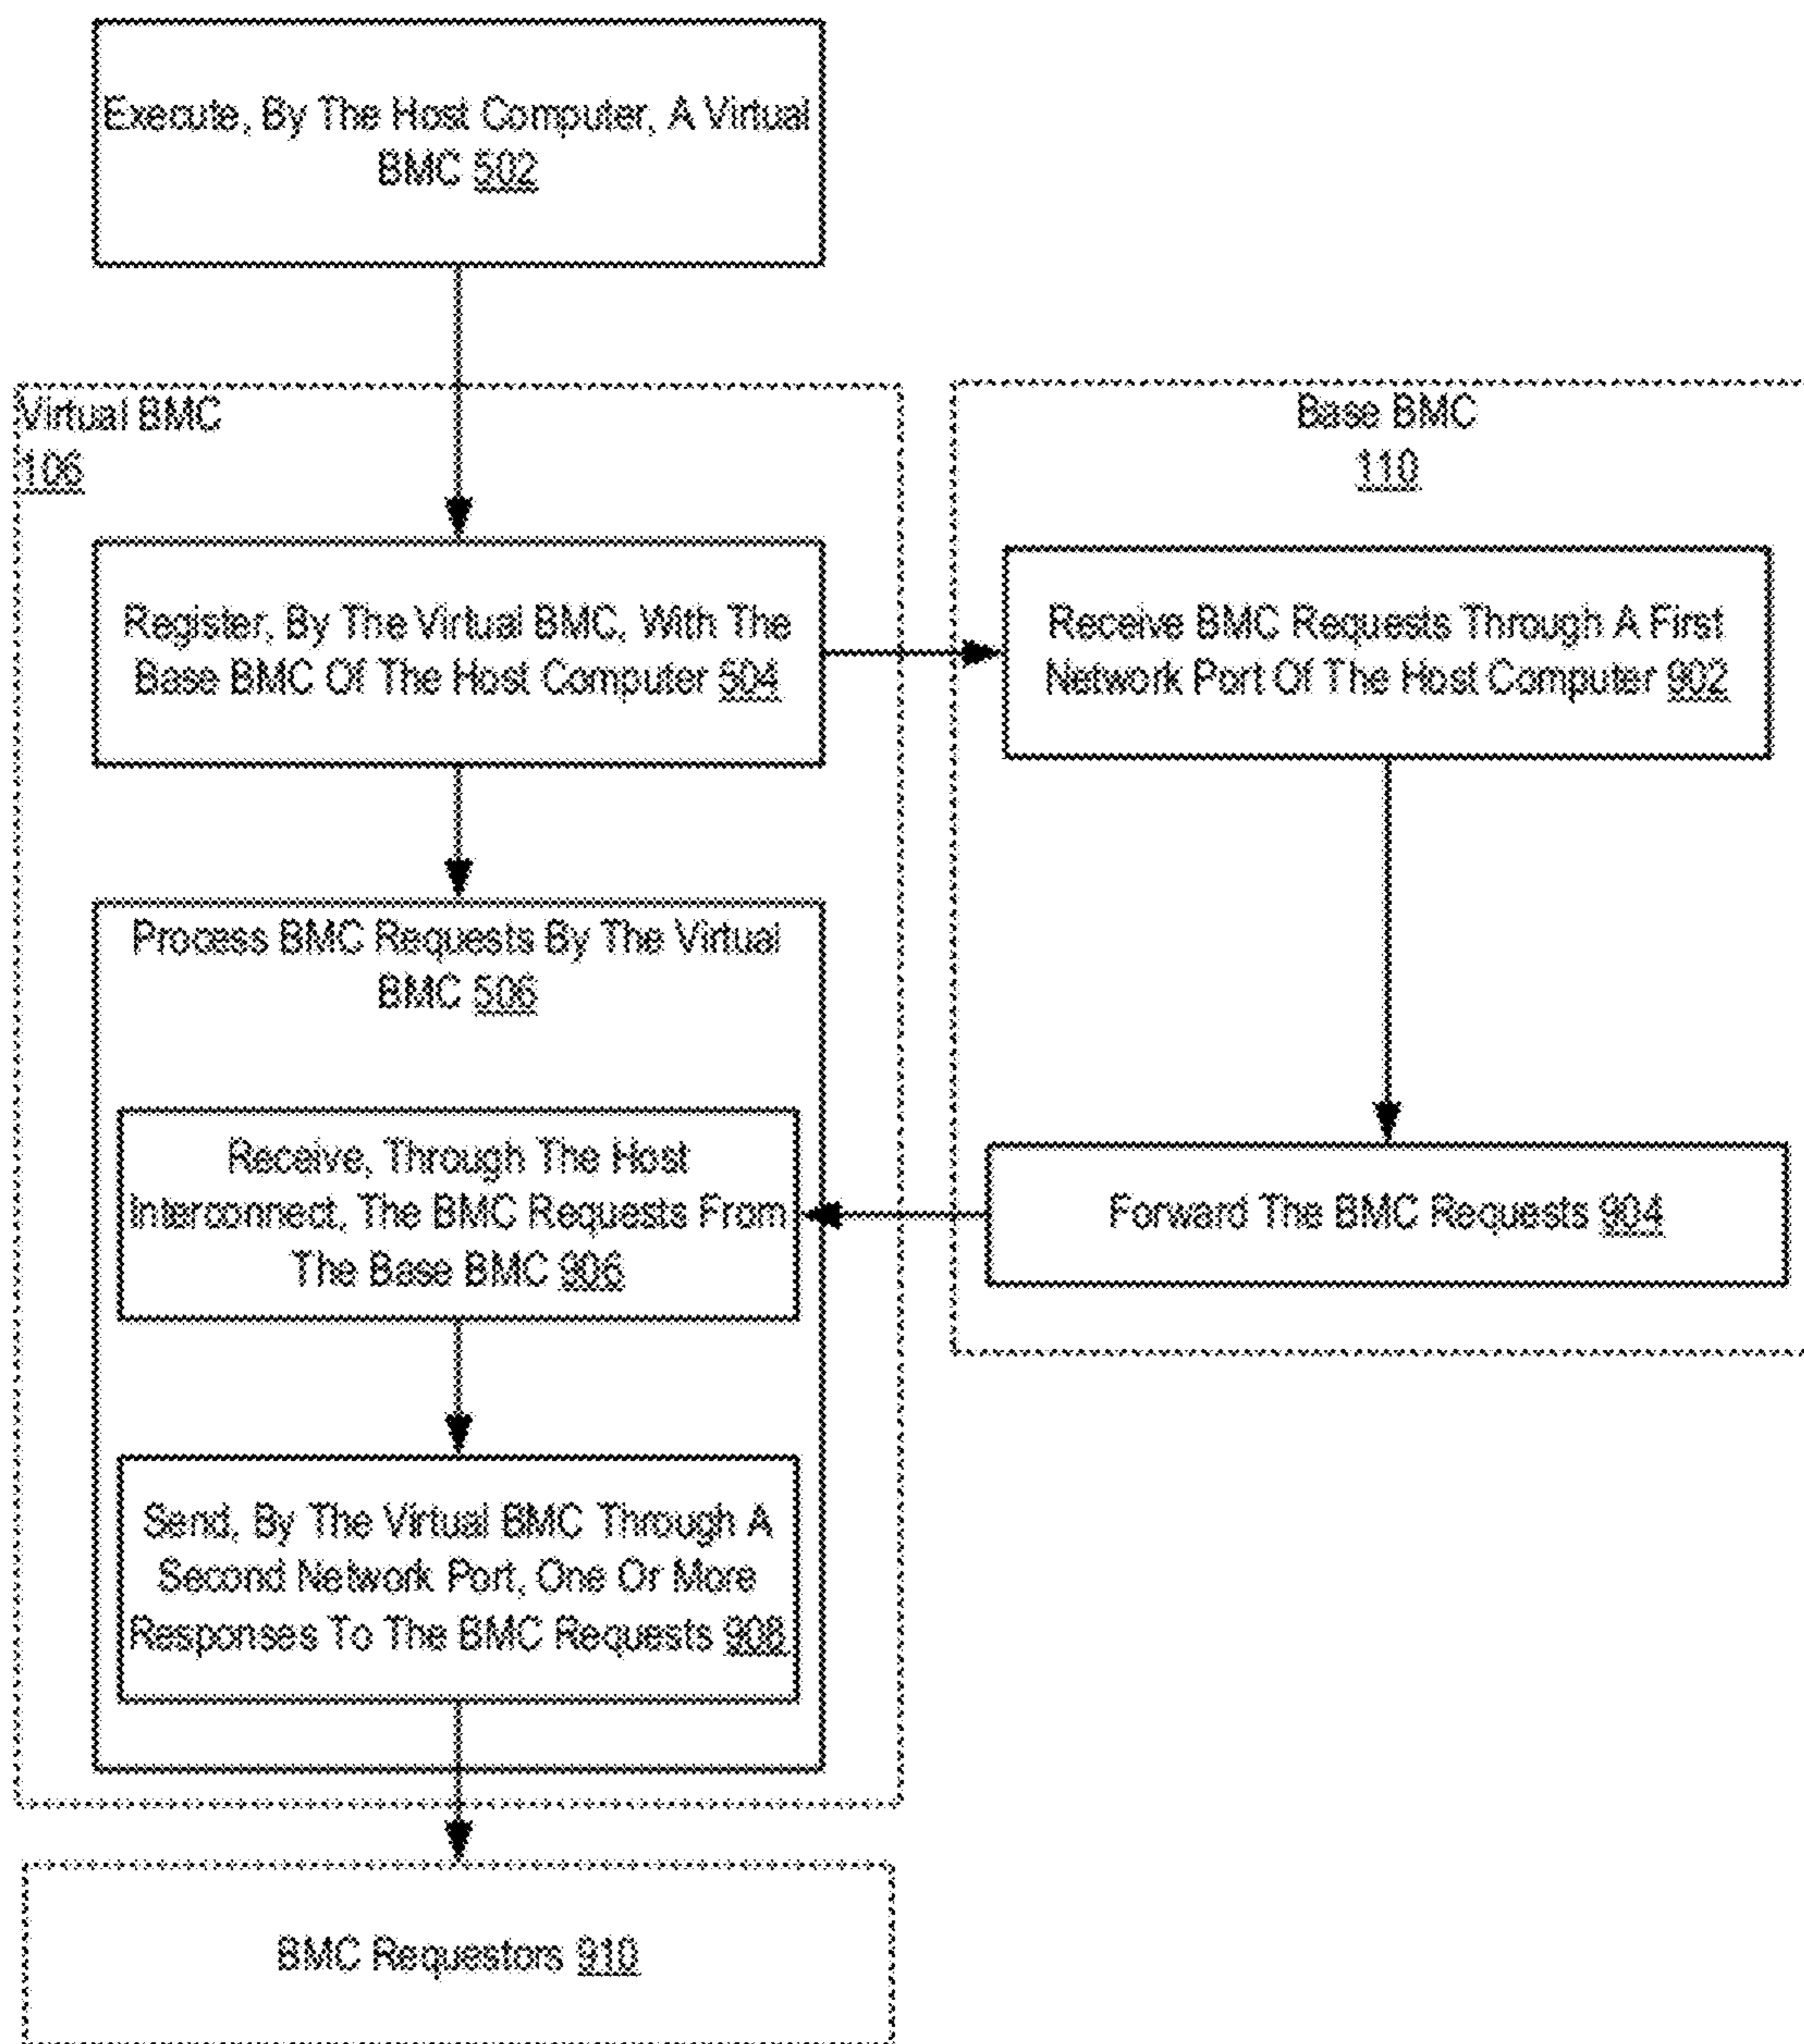 Execute, By The Host Computer, A Virtual
BMC 502
Virtual BMC
106
Base BMC
110
Register, By The Virtual BMC, With The
Base BMC Of The Host Computer 504
Receive BMC Requests Through A First
Network Port Of The Host Computer 902
Process BMC Requests By The Virtual
BMC 506
Receive, Through The Host
Interconnect, The BMC Requests From
The Base BMC 906
Forward The BMC Requests 904
Send, By The Virtual BMC Through A
Second Network Port, One Or More
Responses To The BMC Requests 908
BMC Requestors 910